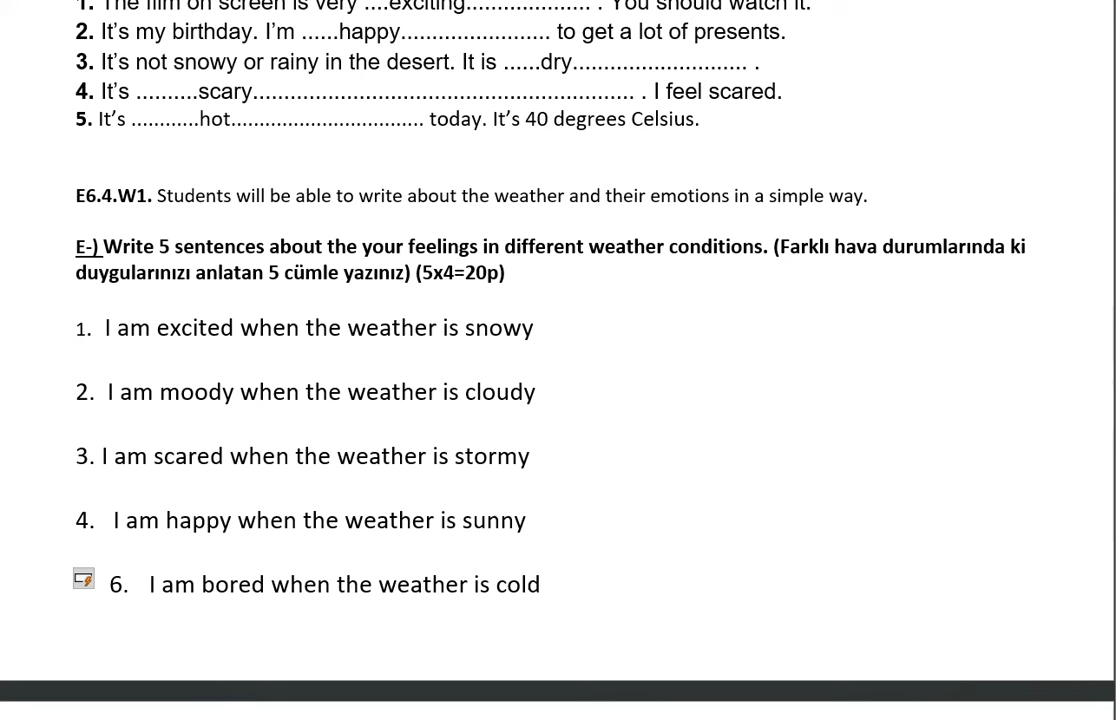 1. The film on screen is very ....exciting..................... . You should watch it.
2. It’s my birthday. I’m ......happy......................... to get a lot of presents.
3. It’s not snowy or rainy in the desert. It is ......dry............................. .
4. It’s ..........scary................................................................ . I feel scared.
5. It’s ............hot.................................. today. It’s 40 degrees Celsius.
E6.4.W1. Students will be able to write about the weather and their emotions in a simple way.
E-) Write 5 sentences about the your feelings in different weather conditions. (Farklı hava durumlarında ki
duygularınızı anlatan 5 cümle yazınız) (5x4=20p)
1. I am excited when the weather is snowy
2. I am moody when the weather is cloudy
3. I am scared when the weather is stormy
4. I am happy when the weather is sunny
6. I am bored when the weather is cold